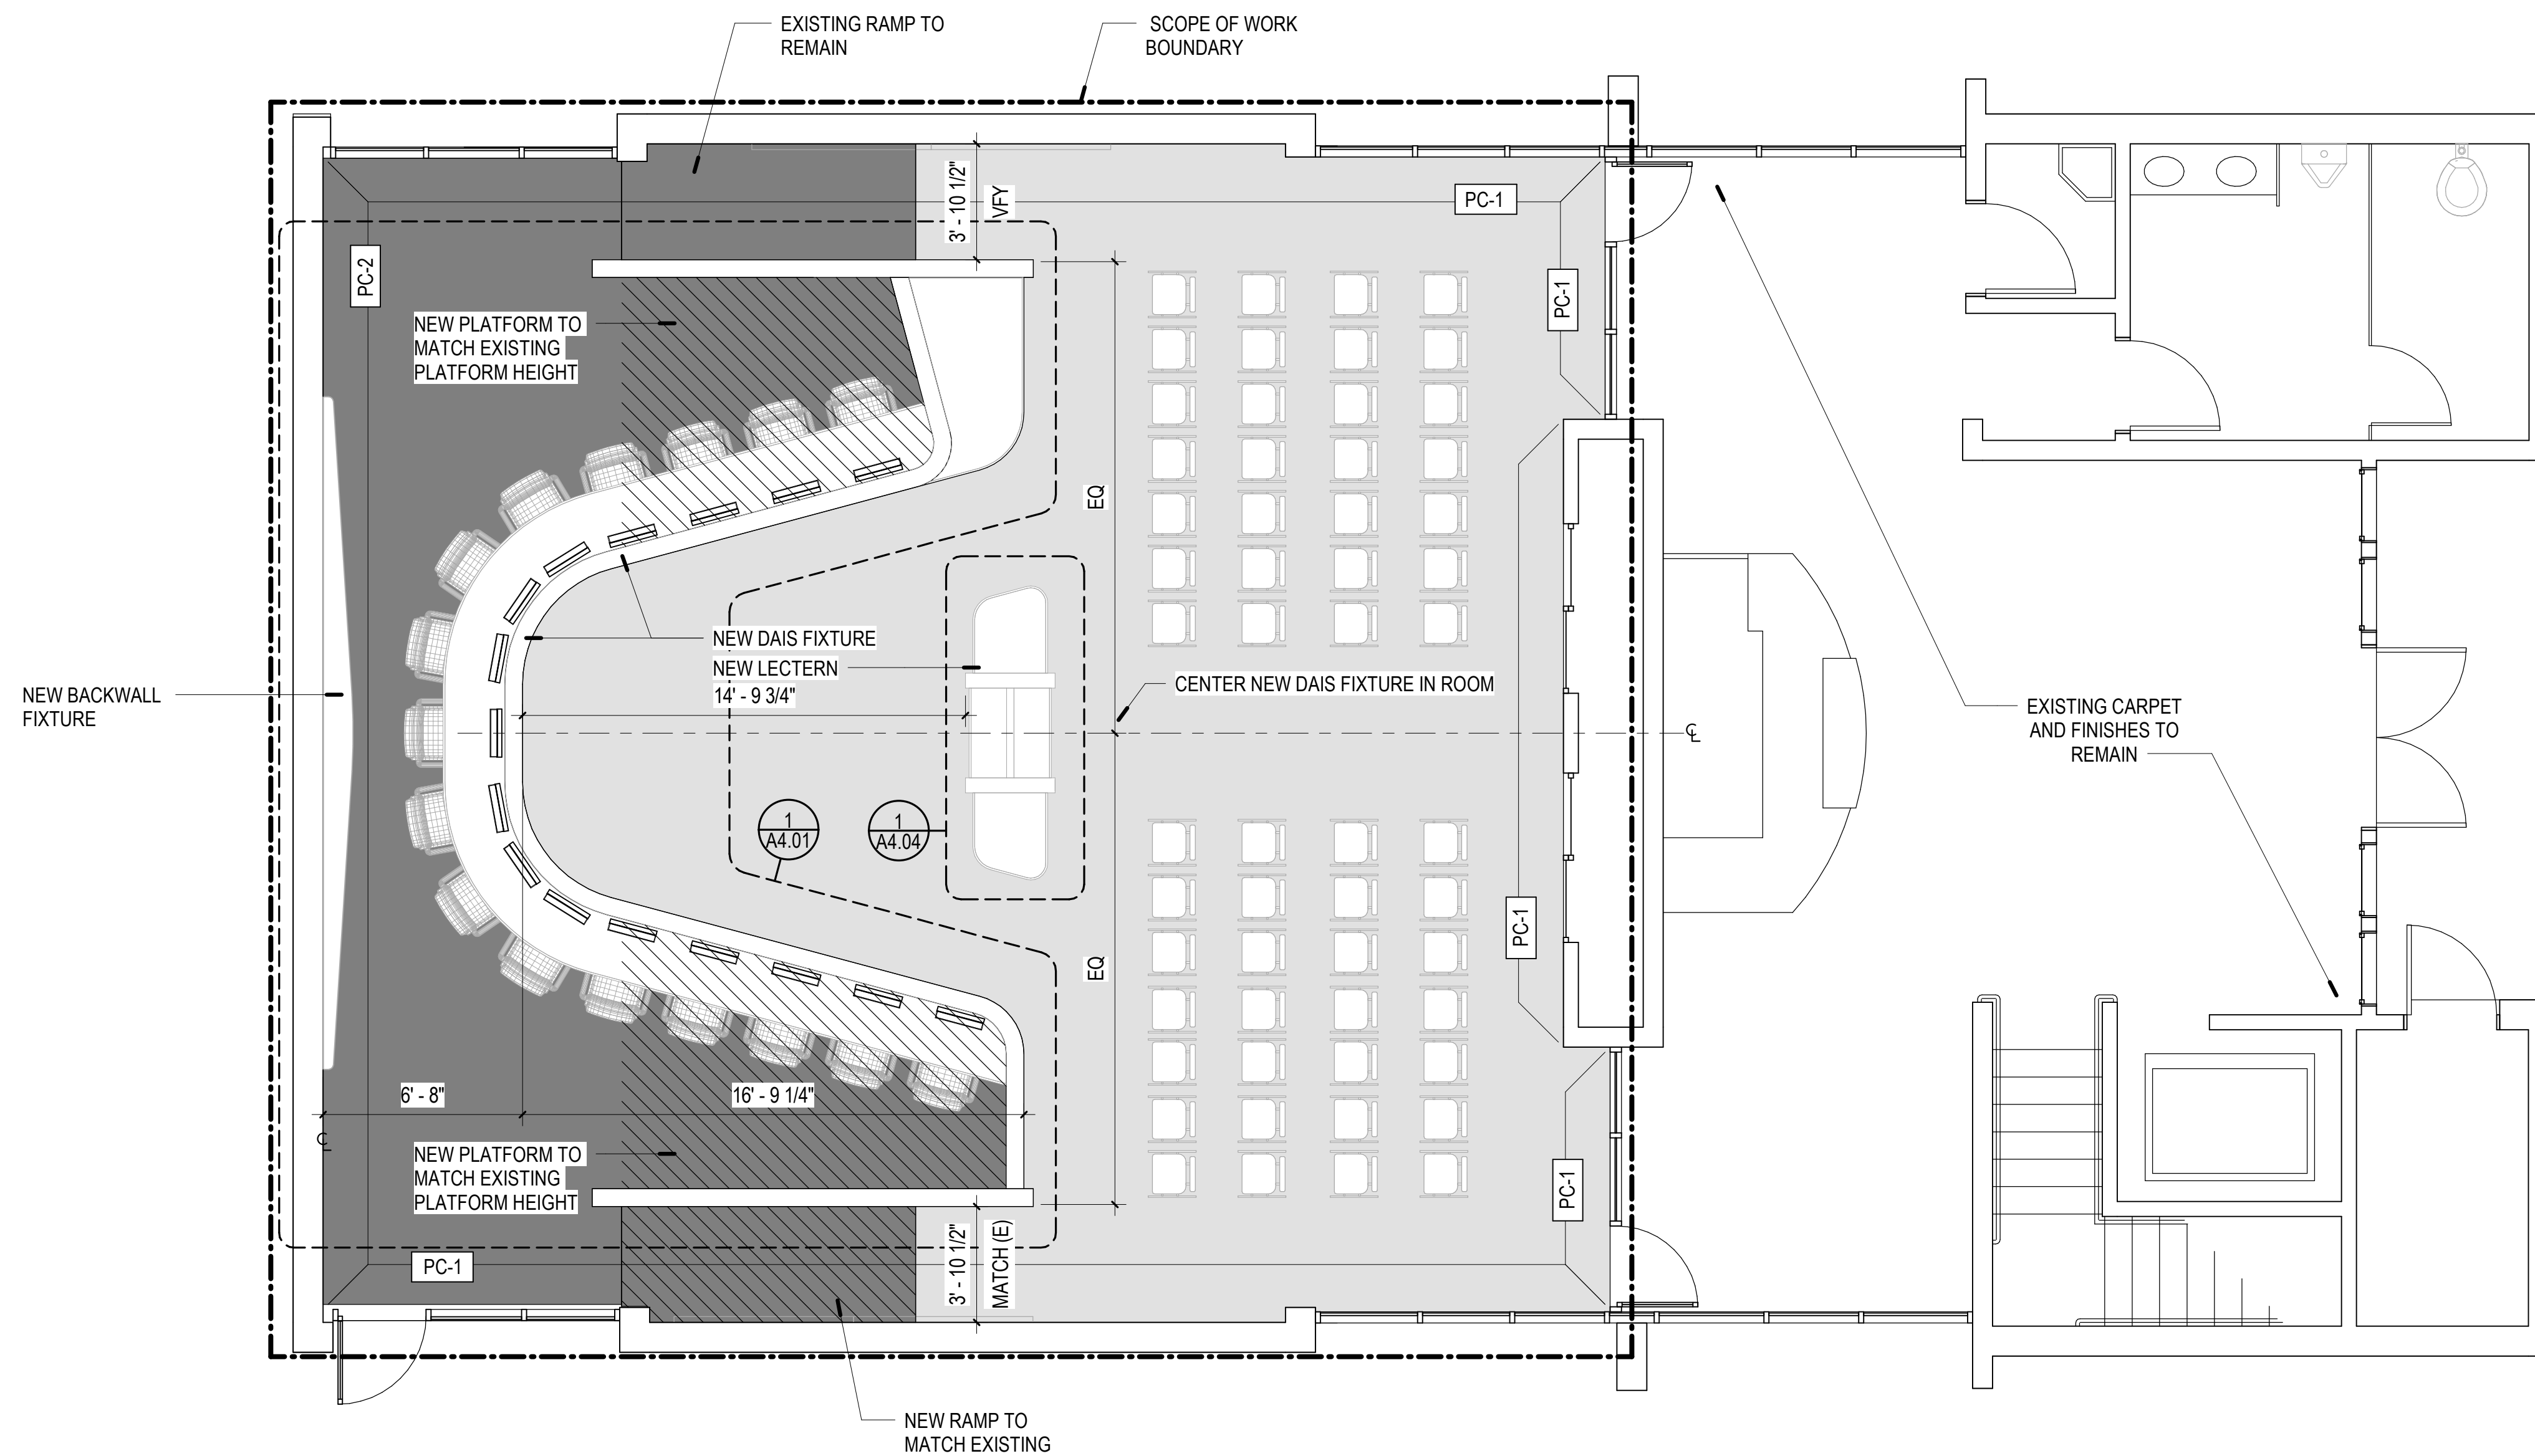 EXISTING RAMP TO
REMAIN
SCOPE OF WORK
BOUNDARY
3' - 10 1/2"
VFY
PC-1
PC-2
PC-1
NEW PLATFORM TO
MATCH EXISTING
PLATFORM HEIGHT
EQ
NEW DAIS FIXTURE
NEW LECTERN
14' - 9 3/4"
CENTER NEW DAIS FIXTURE IN ROOM
NEW BACKWALL
FIXTURE
EXISTING CARPET
AND FINISHES TO
REMAIN
CL
1
A4.01
1
A4.04
PC-1
EQ
6' - 8"
16' - 9 1/4"
CL
NEW PLATFORM TO
MATCH EXISTING
PLATFORM HEIGHT
PC-1
PC-1
3' - 10 1/2"
MATCH (E)
NEW RAMP TO
MATCH EXISTING